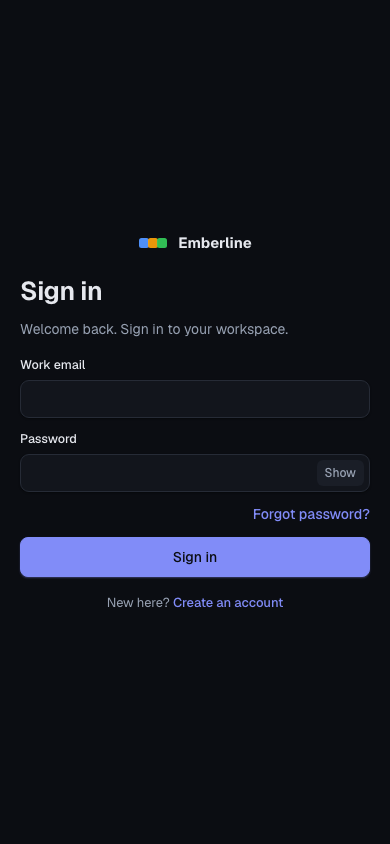 Emberline
Sign in
Welcome back. Sign in to your workspace.
Work email
Password
Show
Forgot password?
Sign in
New here? Create an account